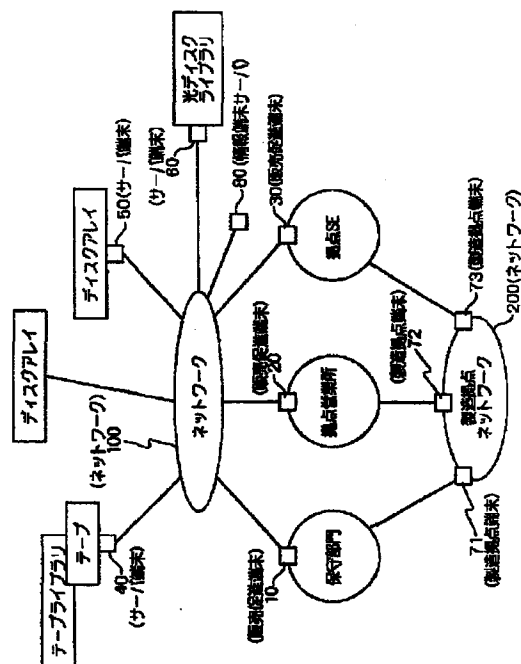 テープライブラリ
テープ
40
(サーバ端末)
ディスクアレイ
ディスクアレイ
50(サーバ端末)
光ディスク
ライブラリ
(サーバ端末)
60
80(情報端末サーバ)
(ネットワーク)
100
ネットワーク
(販売促進端末)
10
(販売促進端末)
20
30(販売促進端末)
保守部門
拠点営業所
拠点SE
71
(製造拠点端末)
(製造拠点端末)
72
73(製造拠点端末)
200(ネットワーク)
製造拠点
ネットワーク